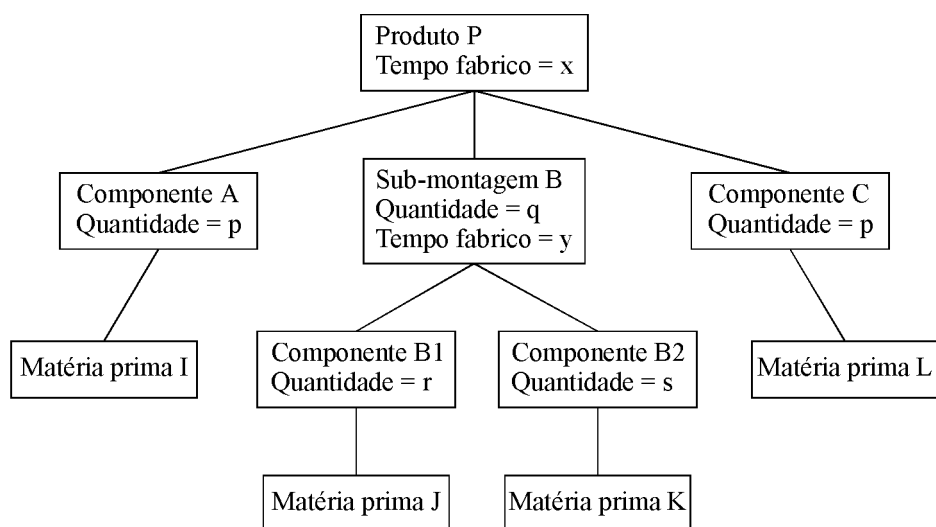 Produto P
Tempo fabrico = x
Componente A
Quantidade = p
Sub-montagem B
Quantidade = q
Tempo fabrico = y
Componente C
Quantidade = p
Matéria prima I
Componente B1
Quantidade = r
Componente B2
Quantidade = s
Matéria prima L
Matéria prima J
Matéria prima K